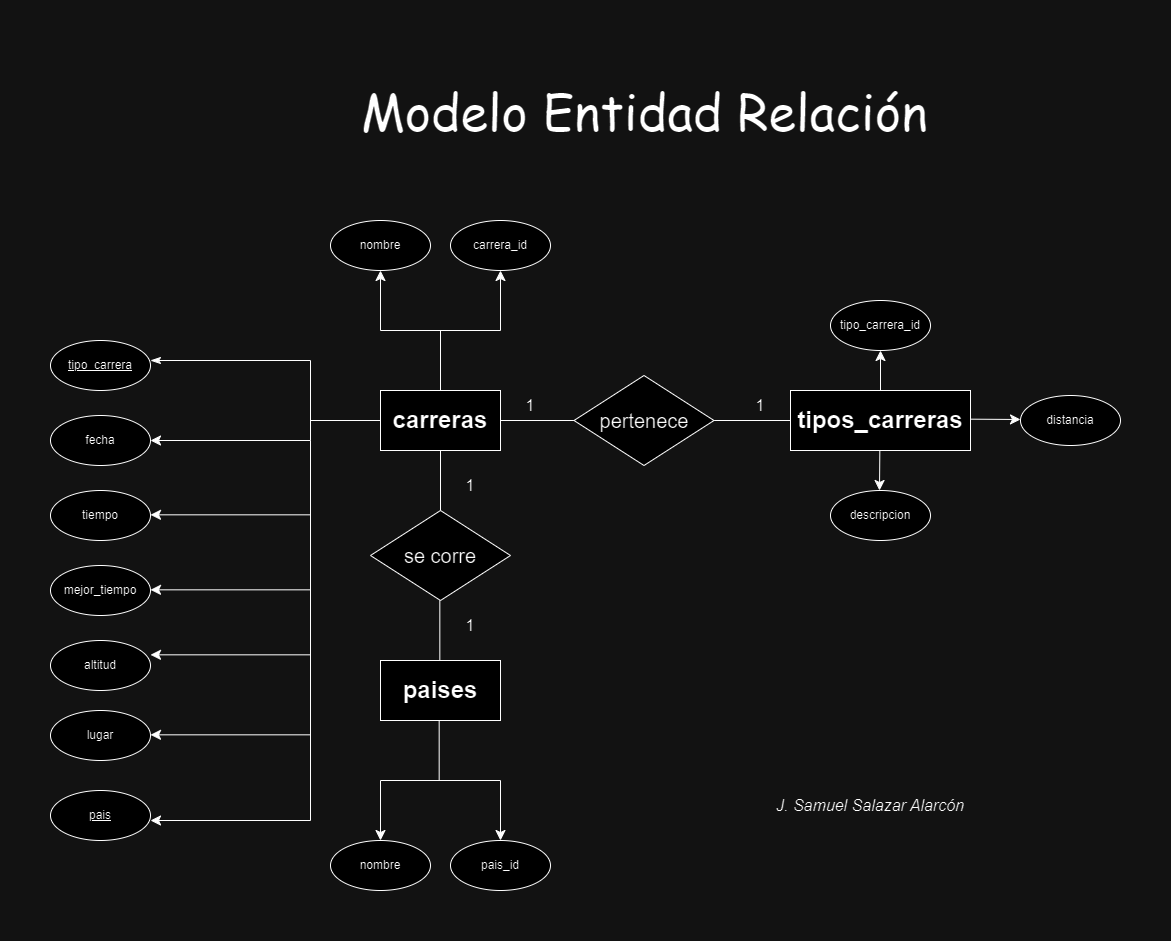 Modelo Entidad Relación
nombre
carrera_id
tipo_carrera_id
tipo_carrera
carreras
1
pertenece
1
tipos_carreras
distancia
fecha
1
tiempo
descripcion
se corre
mejor_tiempo
1
altitud
paises
lugar
pais
J. Samuel Salazar Alarcón
nombre
pais_id